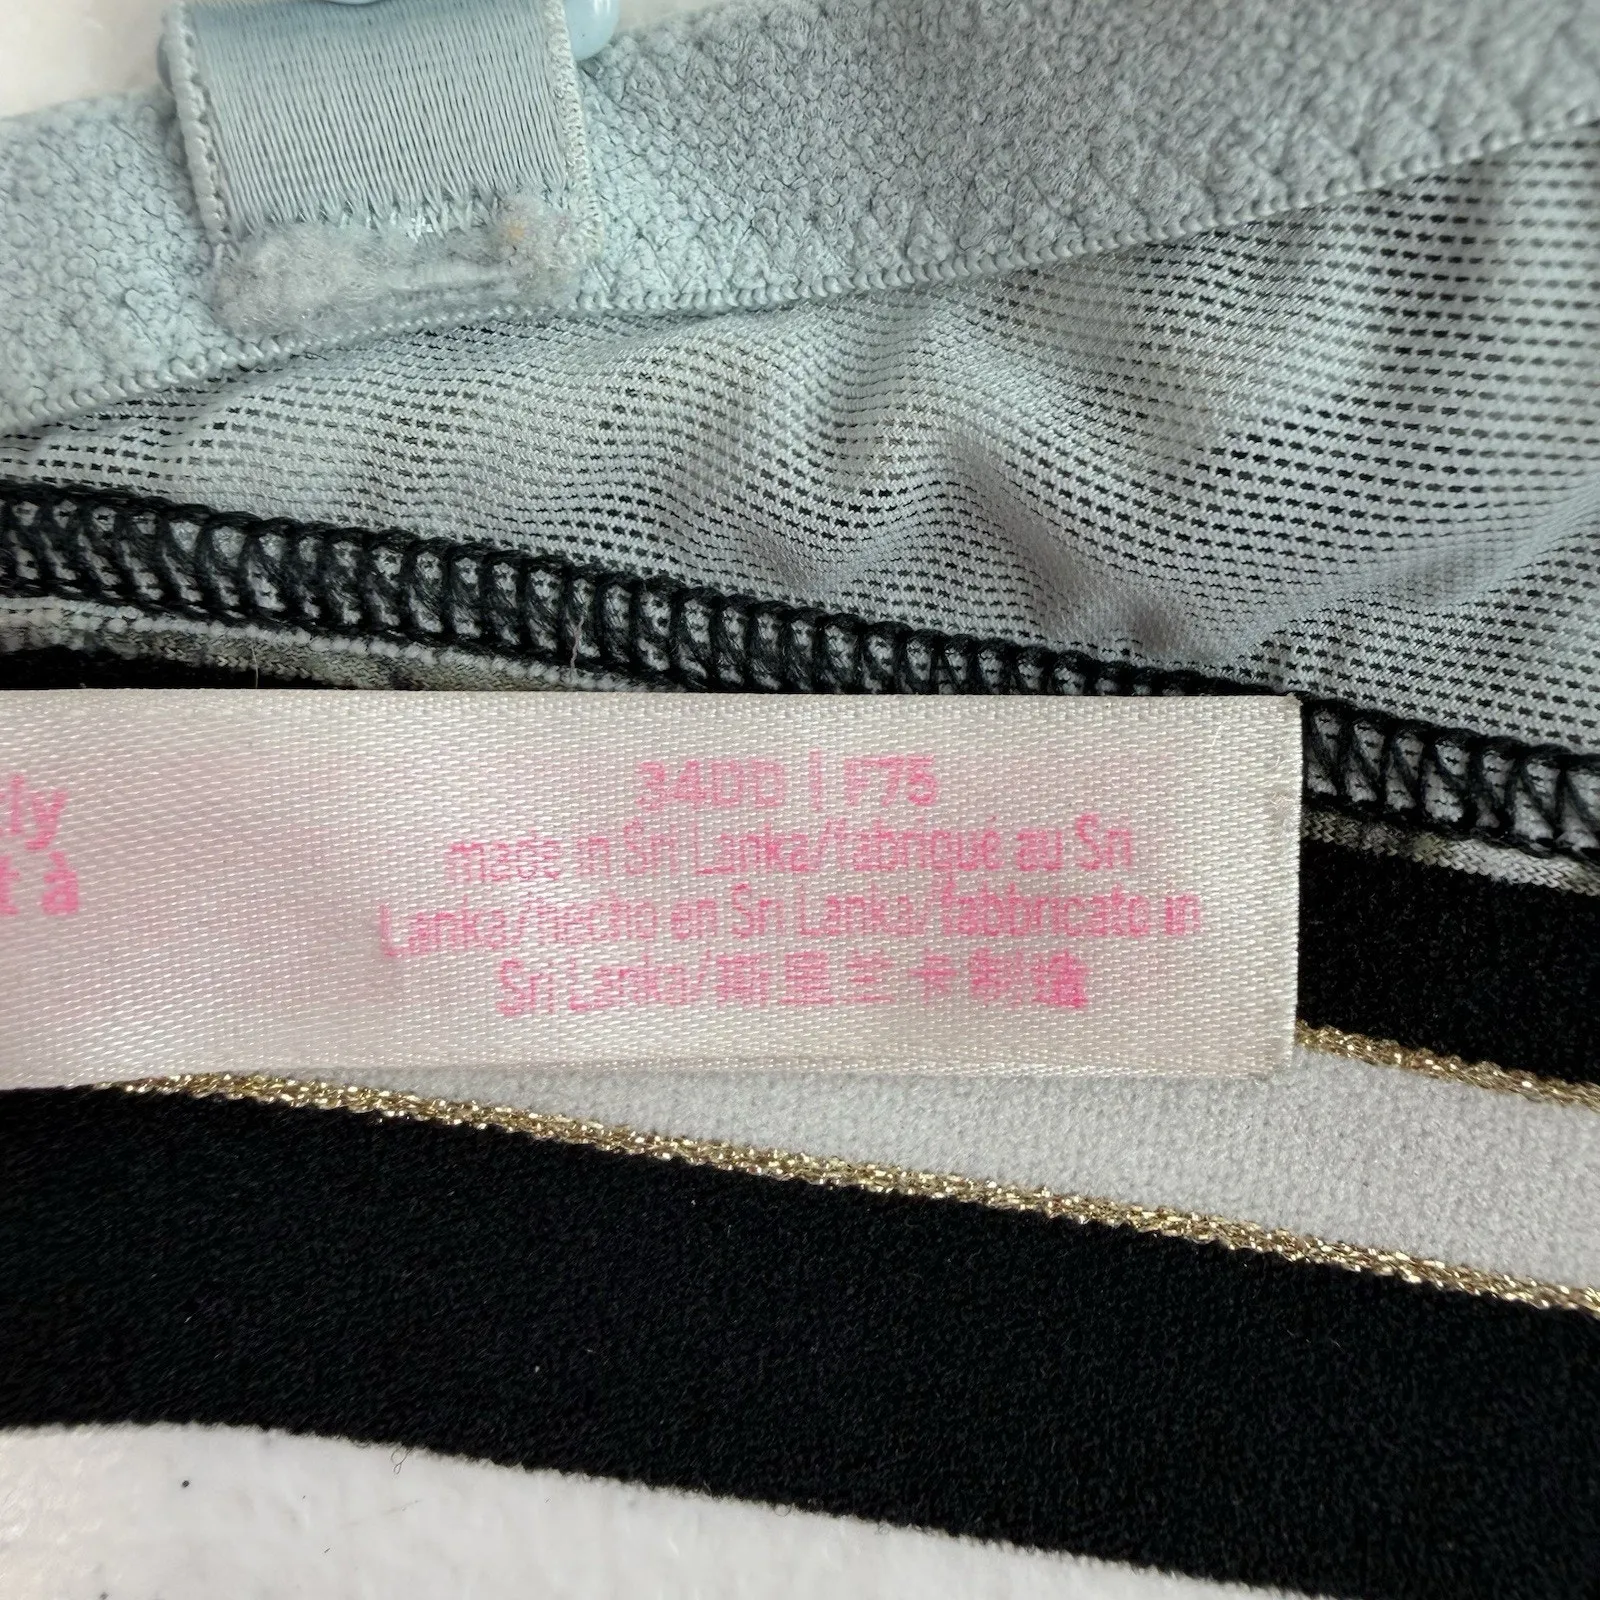 tly
t à
34DD | F75
made in Sri Lanka/fabriqué au Sri
Lanka/hecho en Sri Lanka/fabbricato in
Sri Lanka/斯里兰卡制造